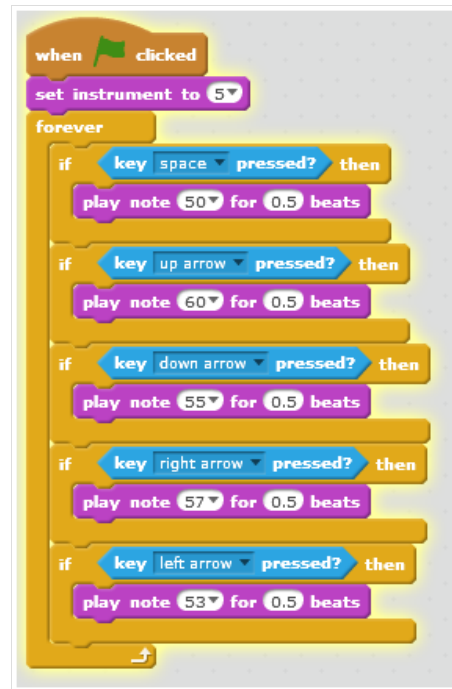 when clicked
set instrument to 5
forever
if key space pressed? then
play note 50 for 0.5 beats
if key up arrow pressed? then
play note 60 for 0.5 beats
if key down arrow pressed? then
play note 55 for 0.5 beats
if key right arrow pressed? then
play note 57 for 0.5 beats
if key left arrow pressed? then
play note 53 for 0.5 beats